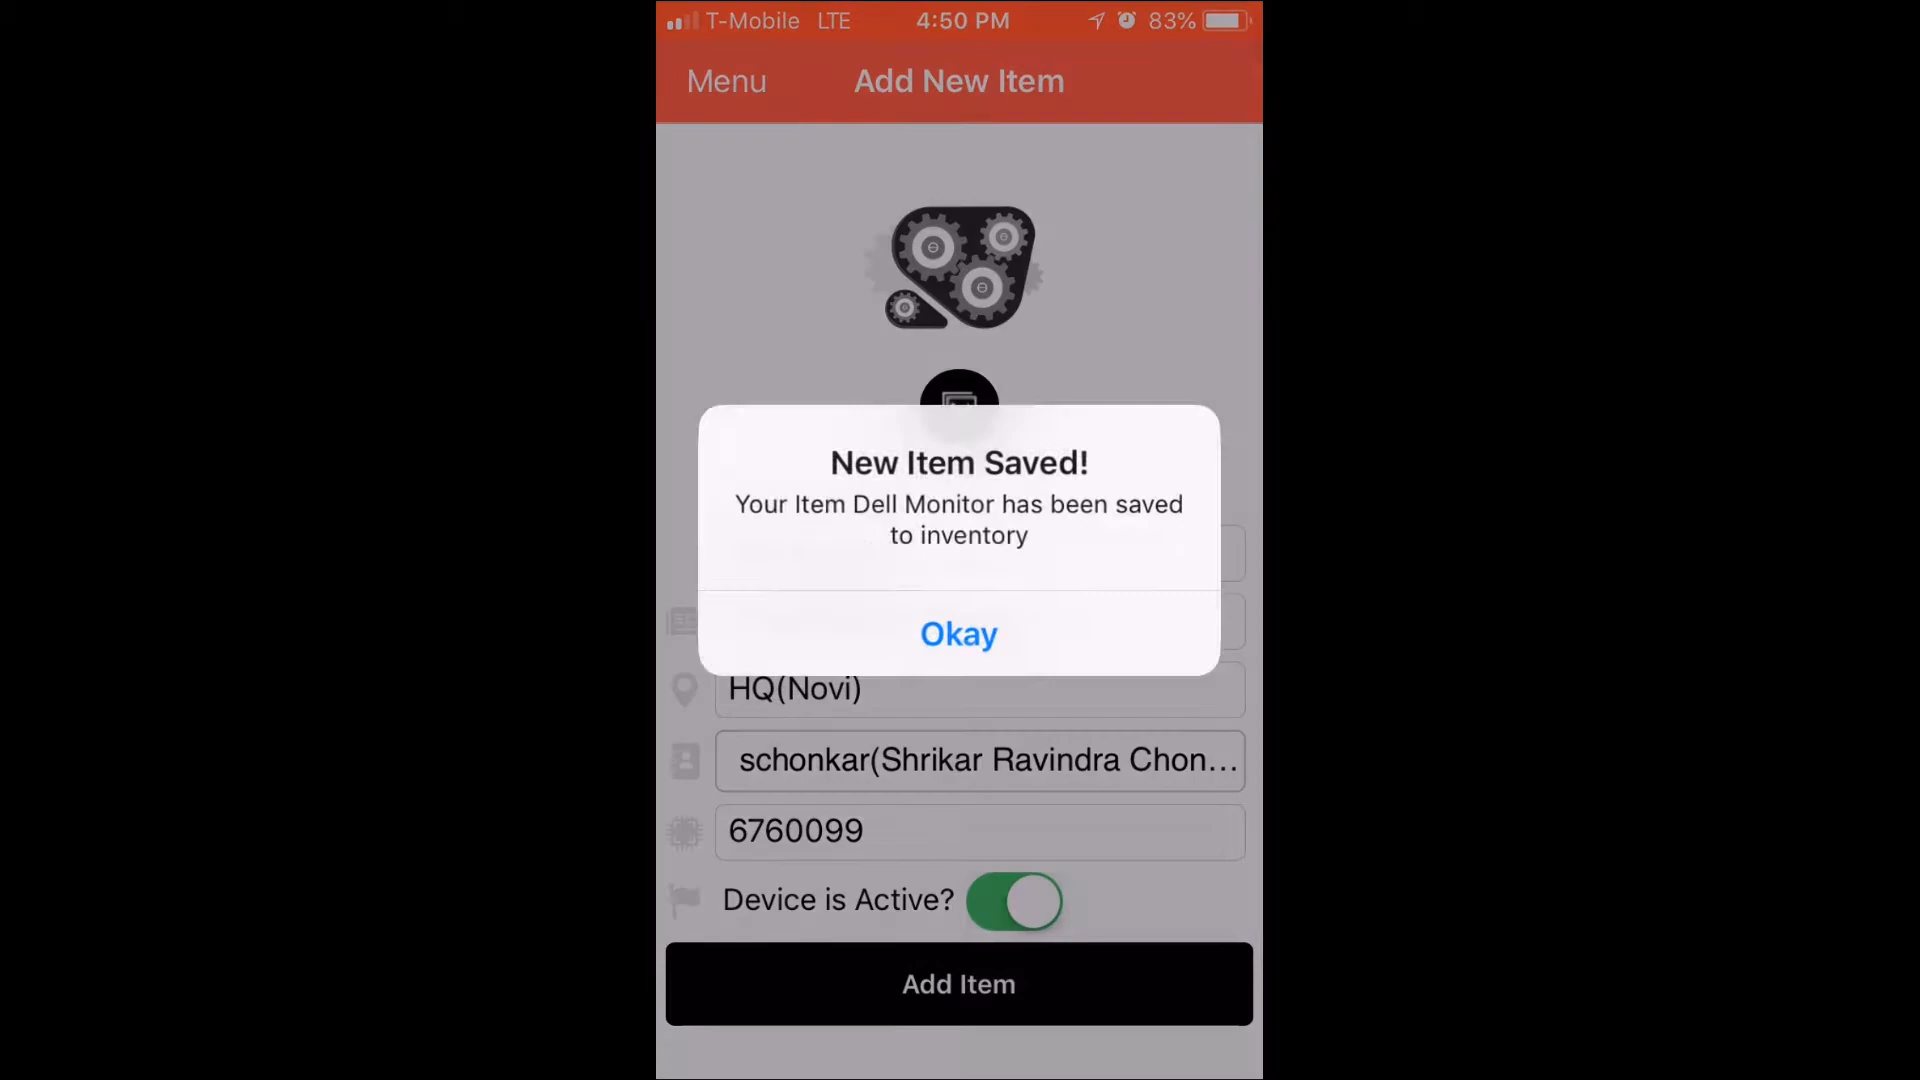 T-Mobile LTE 4:50 PM 83%
Menu Add New Item
New Item Saved!
Your Item Dell Monitor has been saved
to inventory
Okay
HQ(Novi)
schonkar(Shrikar Ravindra Chon...
6760099
Device is Active?
Add Item